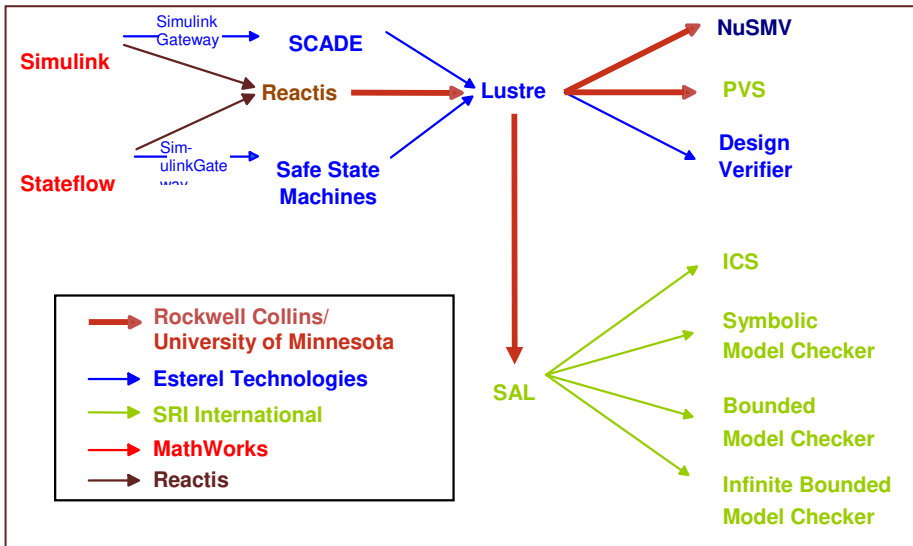 Simulink
Gateway
SCADE
NuSMV
Simulink
Reactis
Lustre
PVS
Sim-
ulinkGate
way
Stateflow
Safe State
Machines
Design
Verifier
ICS
Symbolic
Model Checker
SAL
Bounded
Model Checker
Infinite Bounded
Model Checker
Rockwell Collins/
University of Minnesota
Esterel Technologies
SRI International
MathWorks
Reactis